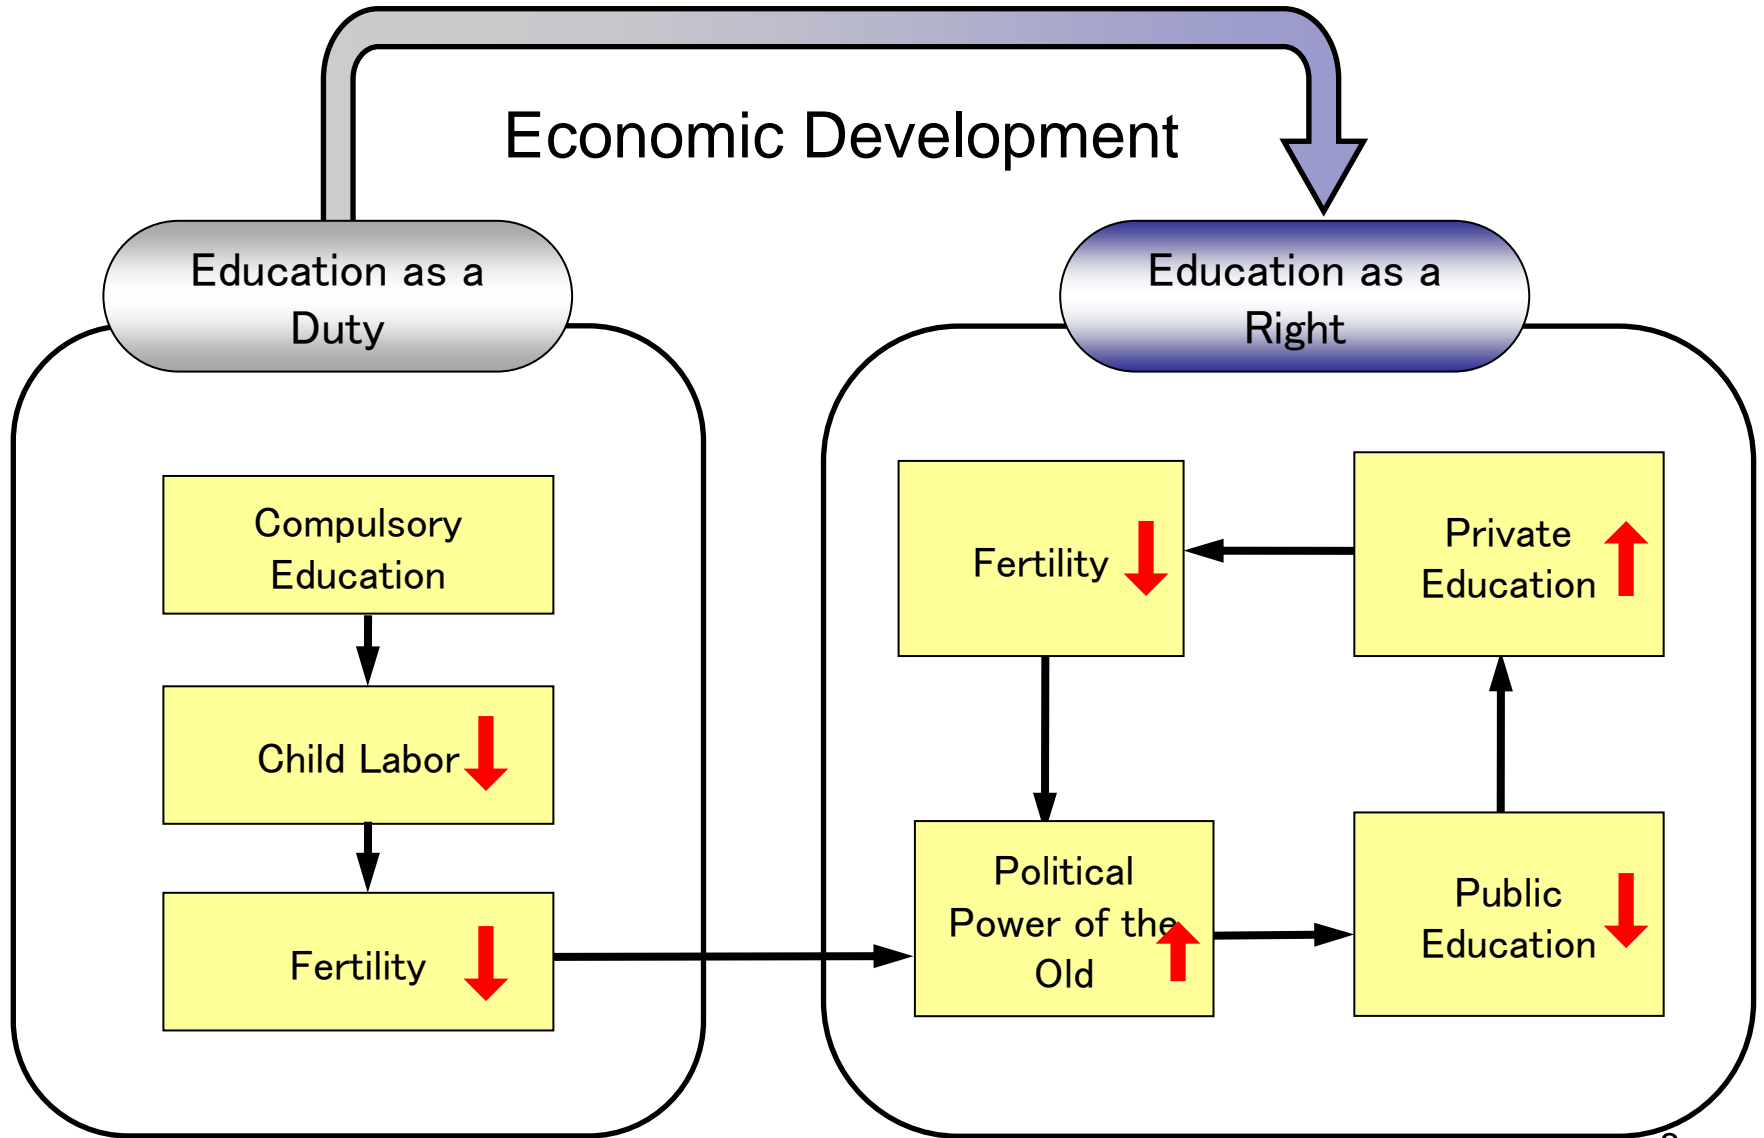 Economic Development
Education as a
Duty
Education as a
Right
Compulsory
Education
Child Labor
Fertility
Fertility
Private
Education
Political
Power of the
Old
Public
Education